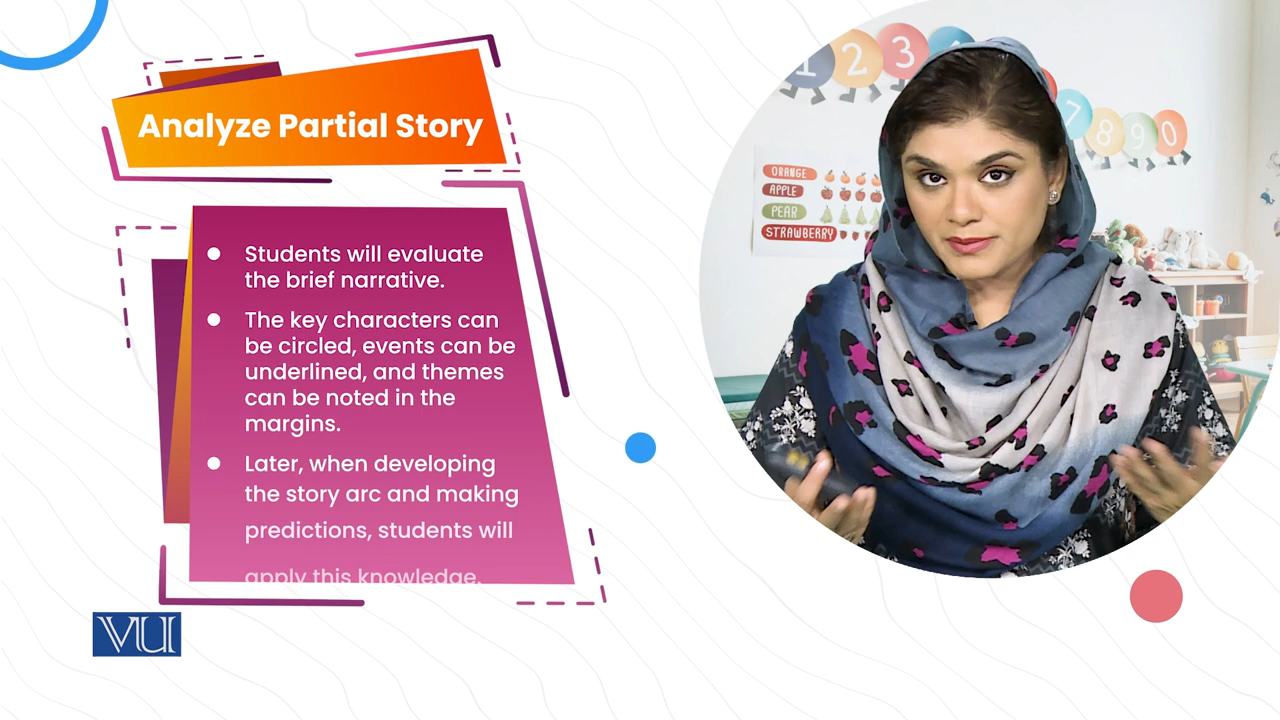 Analyze Partial Story
Students will evaluate
the brief narrative.
The key characters can
be circled, events can be
underlined, and themes
can be noted in the
margins.
Later, when developing
the story arc and making
predictions, students will
apply this knowledge.
VU
1 2 3 4
7 8 9 0
ORANGE
APPLE
PEAR
STRAWBERRY